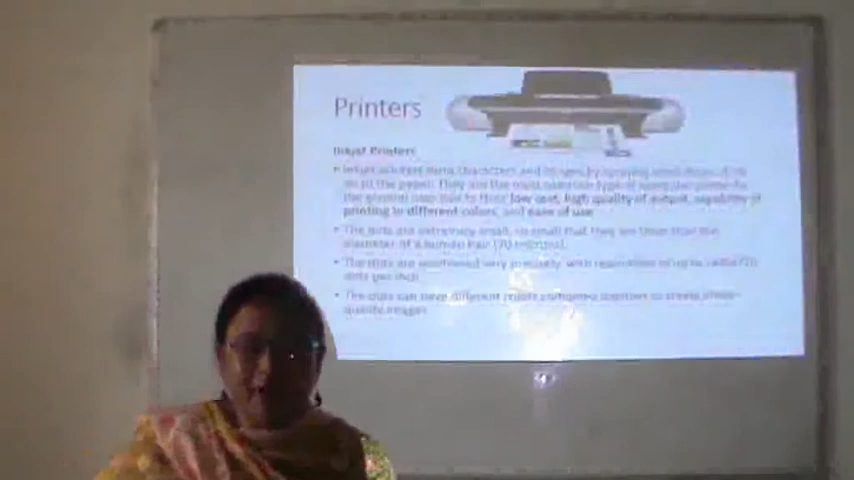 Printers
Inkjet Printers
• Inkjet printers form characters and images by spraying small drops of ink
on to the paper. They are the most common type of computer printer for
the general user due to their low cost, high quality of output, capability of
printing in different colors, and ease of use.
• The dots are extremely small, so small that they are than the
diameter of a human hair (70 microns).
• The dots are positioned very precisely, with resolutions of up to
dots per inch
• The dots can have different colors combined together to create photo-
quality images